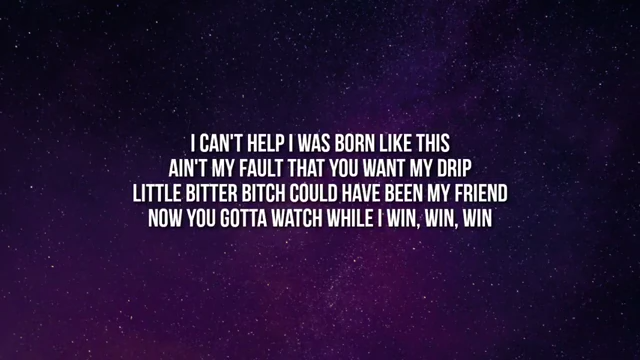 I CAN'T HELP I WAS BORN LIKE THIS
AIN'T MY FAULT THAT YOU WANT MY DRIP
LITTLE BITTER BITCH COULD HAVE BEEN MY FRIEND
NOW YOU GOTTA WATCH WHILE I WIN, WIN, WIN